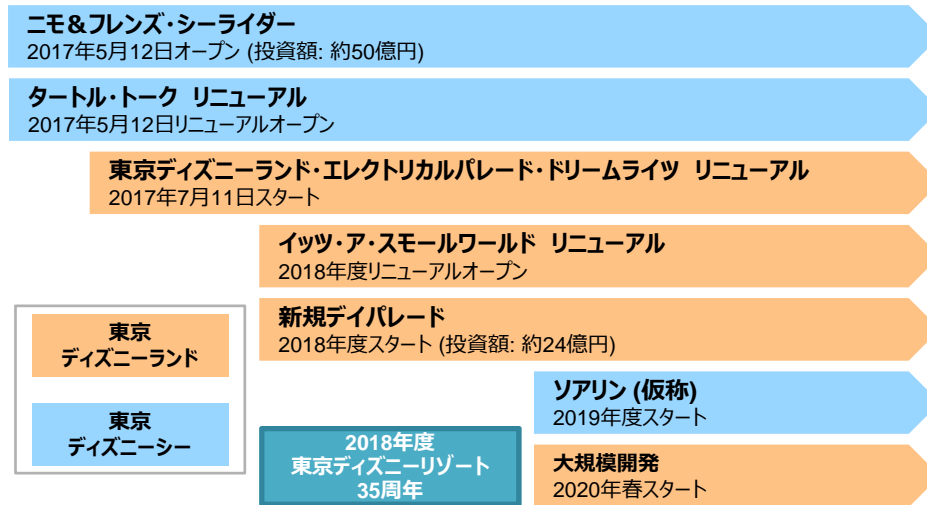 ニモ&フレンズ・シーライダー
2017年5月12日オープン (投資額: 約50億円)
タートル・トーク リニューアル
2017年5月12日リニューアルオープン
東京ディズニーランド・エレクトリカルパレード・ドリームライツ リニューアル
2017年7月11日スタート
イッツ・ア・スモールワールド リニューアル
2018年度リニューアルオープン
新規デイパレード
2018年度スタート (投資額: 約24億円)
東京
ディズニーランド
東京
ディズニーシー
ソアリン (仮称)
2019年度スタート
2018年度
東京ディズニーリゾート
35周年
大規模開発
2020年春スタート